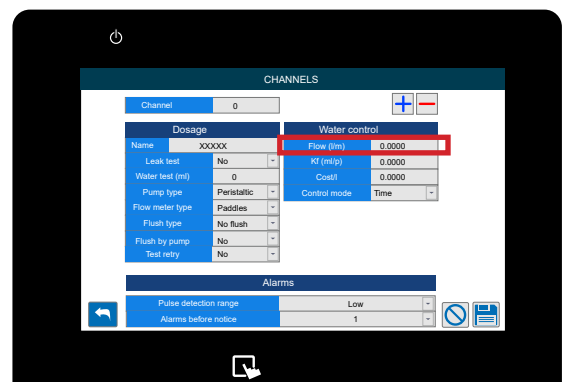 CHANNELS
Channel 0
Dosage Water control
Name XXXXX Flow (l/m) 0.0000
Leak test No Kf (ml/p) 0.0000
Water test (ml) 0 Cost/l 0.0000
Pump type Peristaltic Control mode Time
Flow meter type Paddles
Flush type No flush
Flush by pump No
Test retry No
Alarms
Pulse detection range Low
Alarms before notice 1